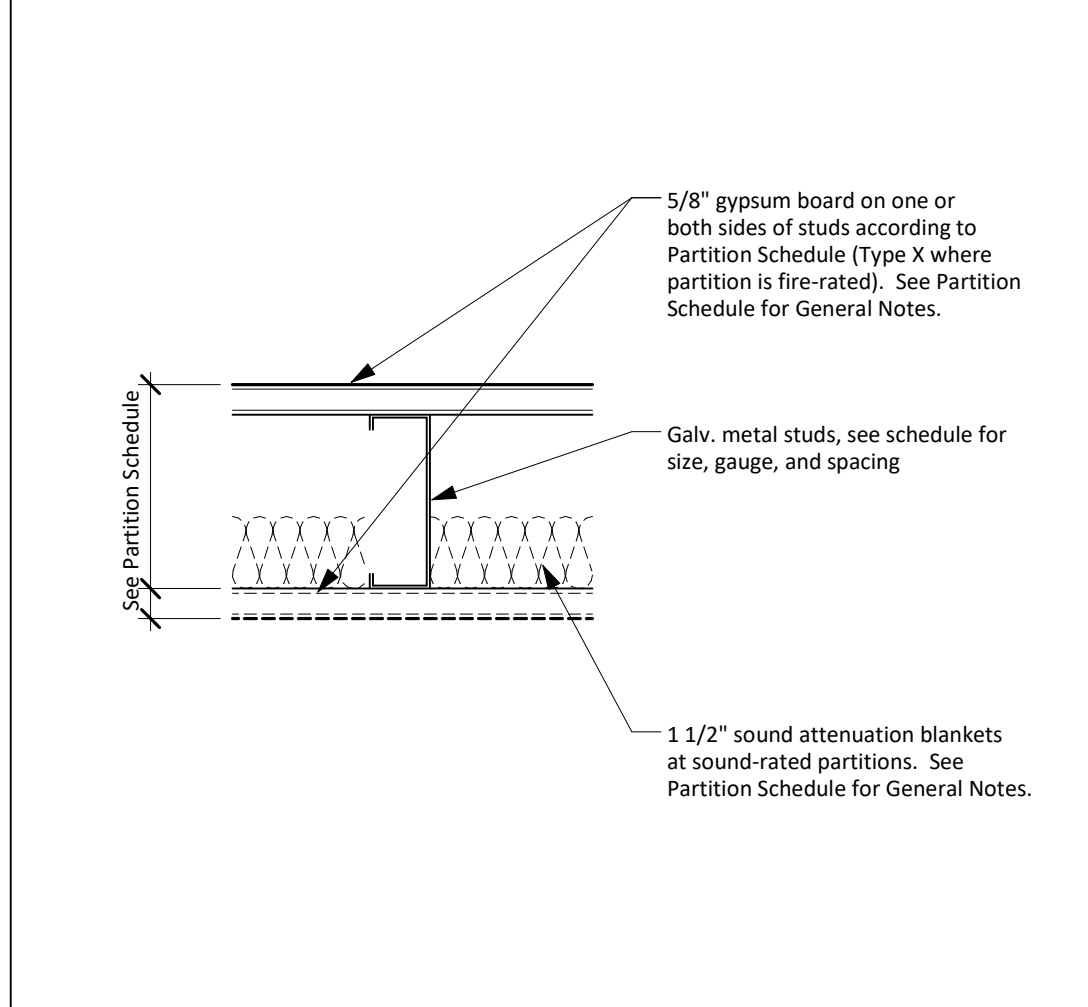 5/8" gypsum board on one or
both sides of studs according to
Partition Schedule (Type X where
partition is fire-rated).  See Partition
Schedule for General Notes.
See Partition Schedule
Galv. metal studs, see schedule for
size, gauge, and spacing
1 1/2" sound attenuation blankets
at sound-rated partitions.  See
Partition Schedule for General Notes.